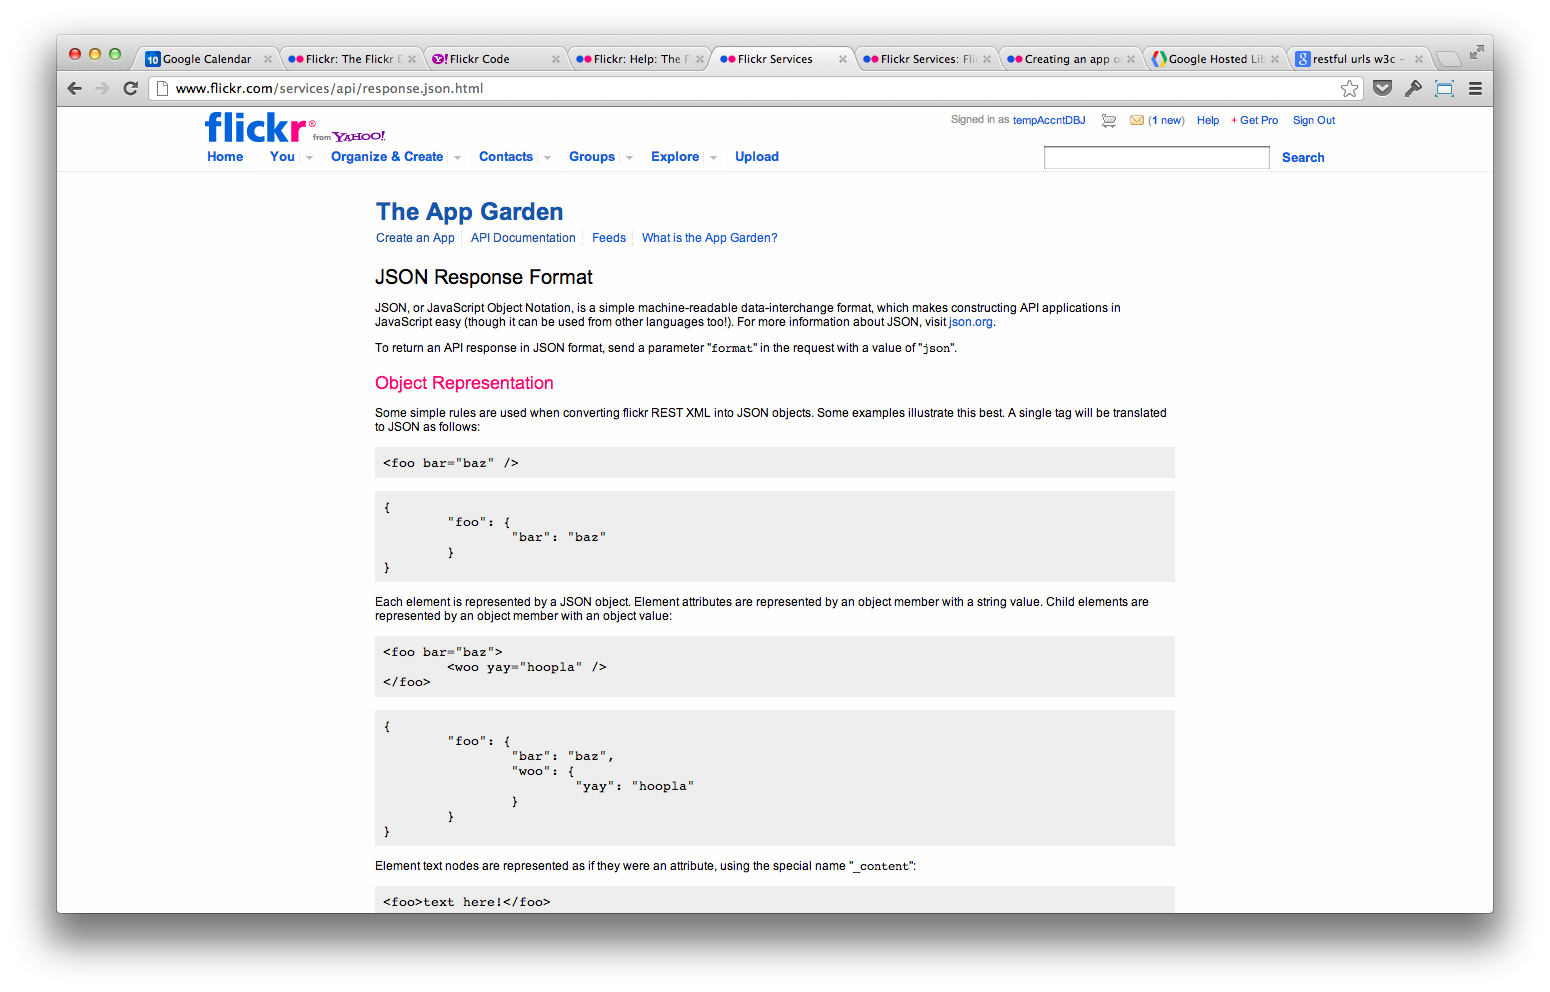 10 Google Calendar Flickr: The Flickr D Flickr Code Flickr: Help: The F Flickr Services Flickr Services: Fli Creating an app o Google Hosted Lib restful urls w3c –
www.flickr.com/services/api/response.json.html
flickr® from YAHOO!
Signed in as tempAccntDBJ (1 new) Help + Get Pro Sign Out
Home You Organize & Create Contacts Groups Explore Upload Search
The App Garden
Create an App API Documentation Feeds What is the App Garden?
JSON Response Format
JSON, or JavaScript Object Notation, is a simple machine-readable data-interchange format, which makes constructing API applications in
JavaScript easy (though it can be used from other languages too!). For more information about JSON, visit json.org.
To return an API response in JSON format, send a parameter "format" in the request with a value of "json".
Object Representation
Some simple rules are used when converting flickr REST XML into JSON objects. Some examples illustrate this best. A single tag will be translated
to JSON as follows:
<foo bar="baz" />
{
"foo": {
"bar": "baz"
}
}
Each element is represented by a JSON object. Element attributes are represented by an object member with a string value. Child elements are
represented by an object member with an object value:
<foo bar="baz">
<woo yay="hoopla" />
</foo>
{
"foo": {
"bar": "baz",
"woo": {
"yay": "hoopla"
}
}
}
Element text nodes are represented as if they were an attribute, using the special name "_content":
<foo>text here!</foo>